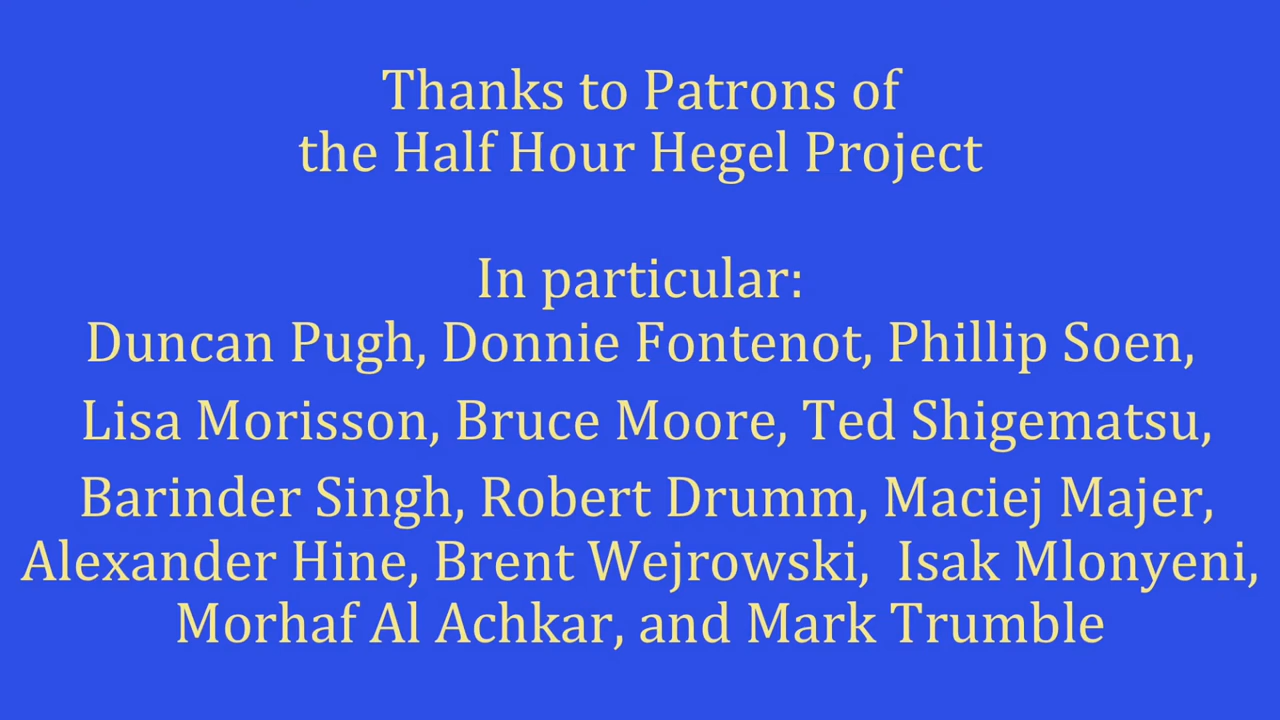 Thanks to Patrons of
the Half Hour Hegel Project
In particular:
Duncan Pugh, Donnie Fontenot, Phillip Soen,
Lisa Morisson, Bruce Moore, Ted Shigematsu,
Barinder Singh, Robert Drumm, Maciej Majer,
Alexander Hine, Brent Wejrowski,  Isak Mlonyeni,
Morhaf Al Achkar, and Mark Trumble